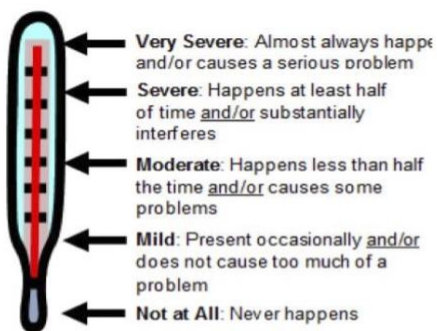 Very Severe: Almost always happe
and/or causes a serious problem
Severe: Happens at least half
of time and/or substantially
interferes
Moderate: Happens less than half
the time and/or causes some
problems
Mild: Present occasionally and/or
does not cause too much of a
problem
Not at All: Never happens